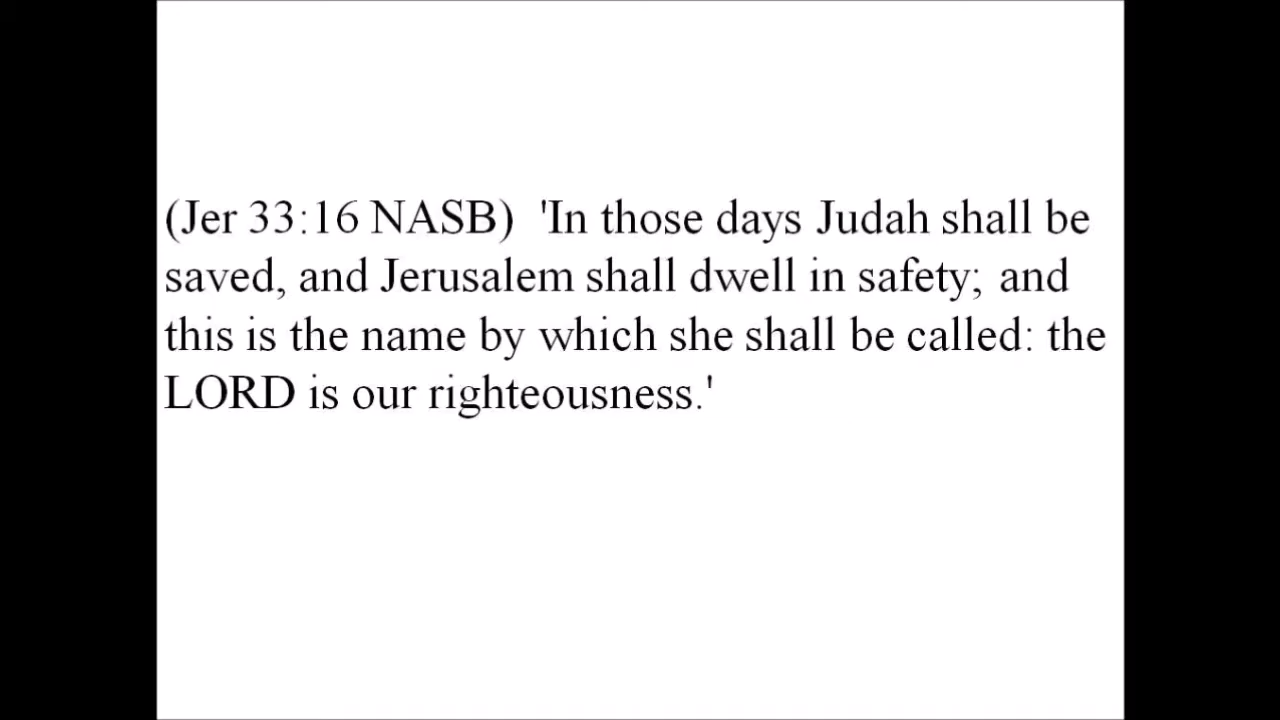 (Jer 33:16 NASB)  'In those days Judah shall be
saved, and Jerusalem shall dwell in safety; and
this is the name by which she shall be called: the
LORD is our righteousness.'